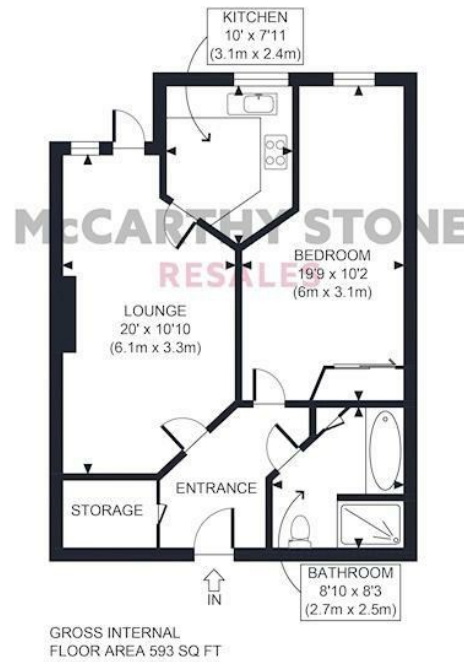 KITCHEN
10' x 7'11
(3.1m x 2.4m)
McCARTHY STONE
RESALES
BEDROOM
19'9 x 10'2
(6m x 3.1m)
LOUNGE
20' x 10'10
(6.1m x 3.3m)
ENTRANCE
STORAGE
IN
BATHROOM
8'10 x 8'3
(2.7m x 2.5m)
GROSS INTERNAL
FLOOR AREA 593 SQ FT